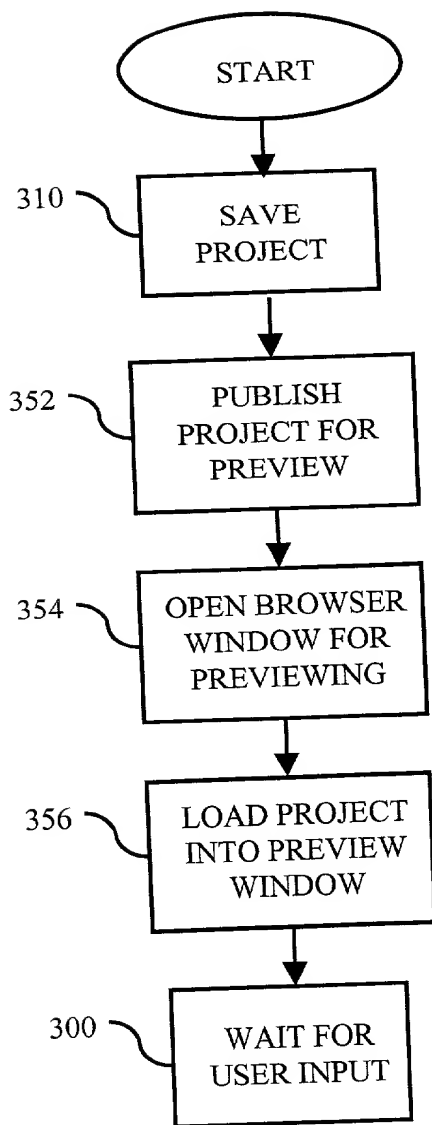 START
310
SAVE
PROJECT
352
PUBLISH
PROJECT FOR
PREVIEW
354
OPEN BROWSER
WINDOW FOR
PREVIEWING
356
LOAD PROJECT
INTO PREVIEW
WINDOW
300
WAIT FOR
USER INPUT